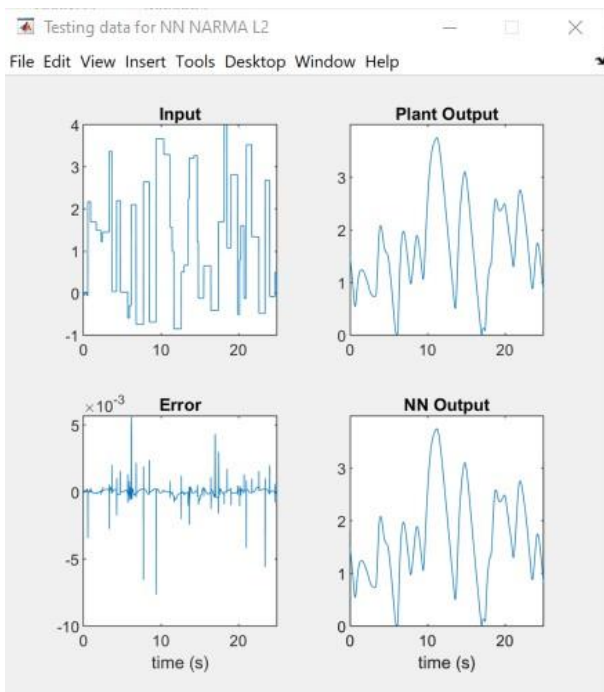 Testing data for NN NARMA L2
File Edit View Insert Tools Desktop Window Help
Input
4
3
2
1
0
-1
0 10 20
Plant Output
3
2
1
0
0 10 20
Error
×10⁻³
5
0
-5
-10
0 10 20
time (s)
NN Output
3
2
1
0
0 10 20
time (s)